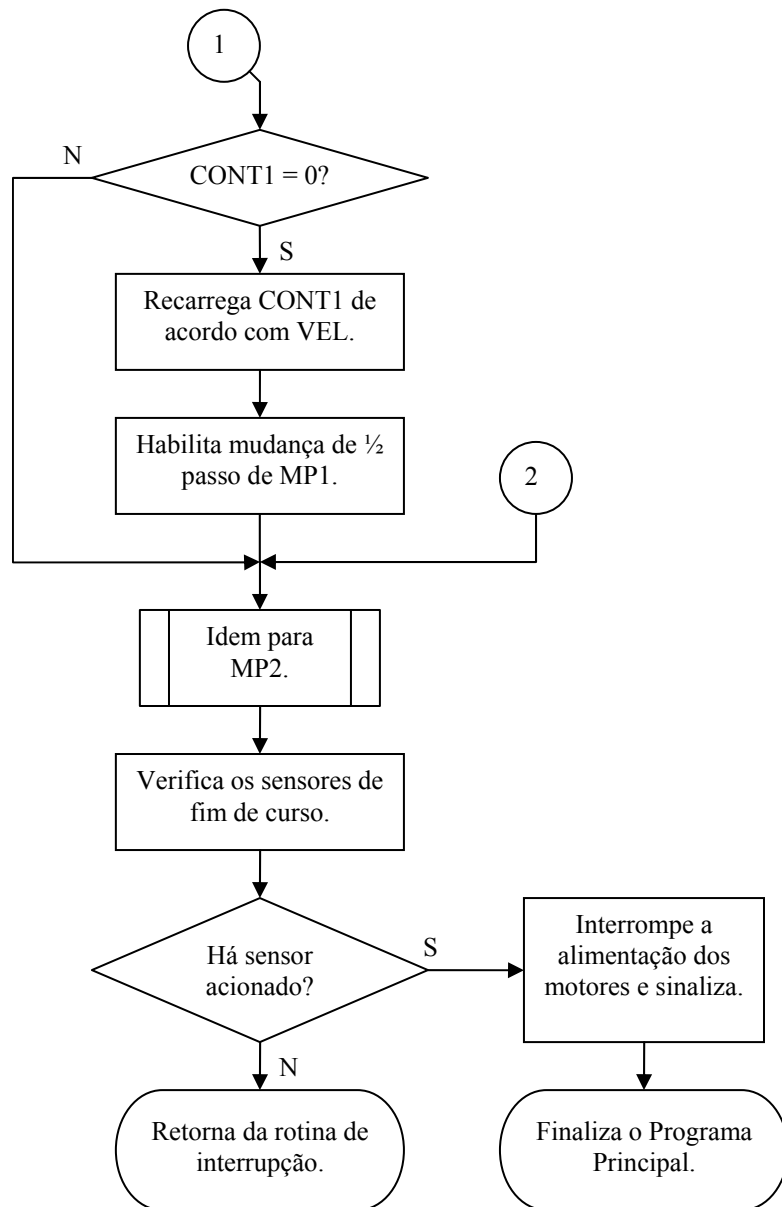 1
N
CONT1 = 0?
S
Recarrega CONT1 de
acordo com VEL.
Habilita mudança de ½
passo de MP1.
2
Idem para
MP2.
Verifica os sensores de
fim de curso.
Há sensor
acionado?
S
Interrompe a
alimentação dos
motores e sinaliza.
N
Retorna da rotina de
interrupção.
Finaliza o Programa
Principal.